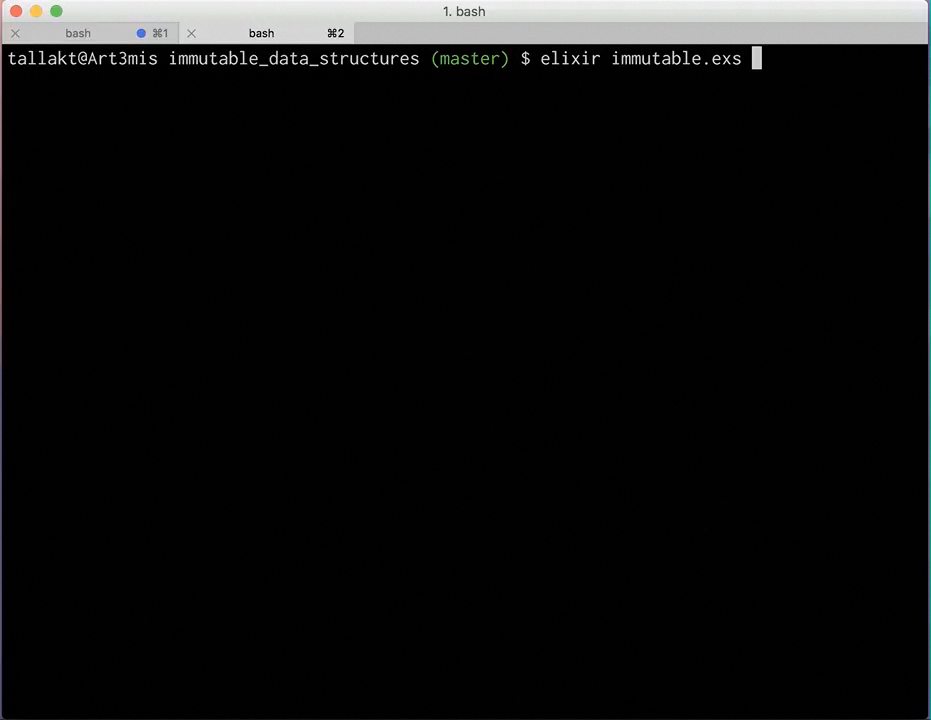 1. bash
bash ⌘1 bash ⌘2
tallakt@Art3mis immutable_data_structures (master) $ elixir immutable.exs